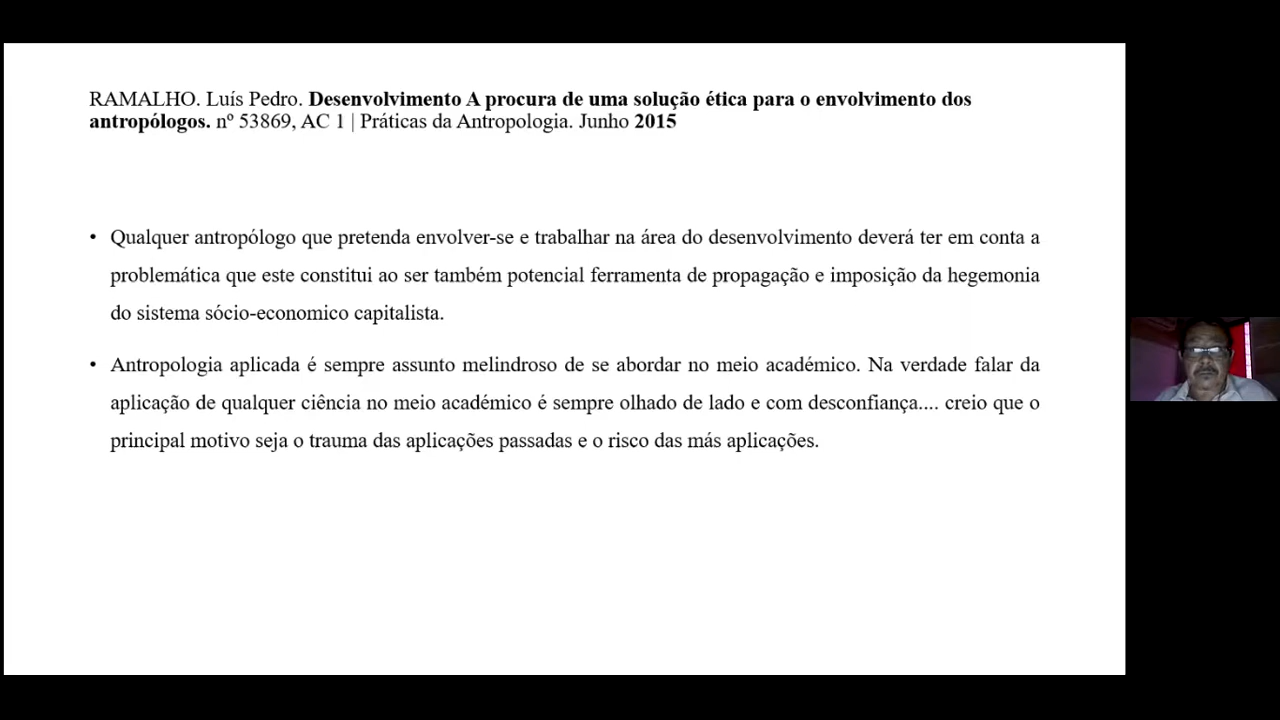 RAMALHO. Luís Pedro. Desenvolvimento A procura de uma solução ética para o envolvimento dos
antropólogos. nº 53869, AC 1 | Práticas da Antropologia. Junho 2015
• Qualquer antropólogo que pretenda envolver-se e trabalhar na área do desenvolvimento deverá ter em conta a
problemática que este constitui ao ser também potencial ferramenta de propagação e imposição da hegemonia
do sistema sócio-economico capitalista.
• Antropologia aplicada é sempre assunto melindroso de se abordar no meio académico. Na verdade falar da
aplicação de qualquer ciência no meio académico é sempre olhado de lado e com desconfiança.... creio que o
principal motivo seja o trauma das aplicações passadas e o risco das más aplicações.